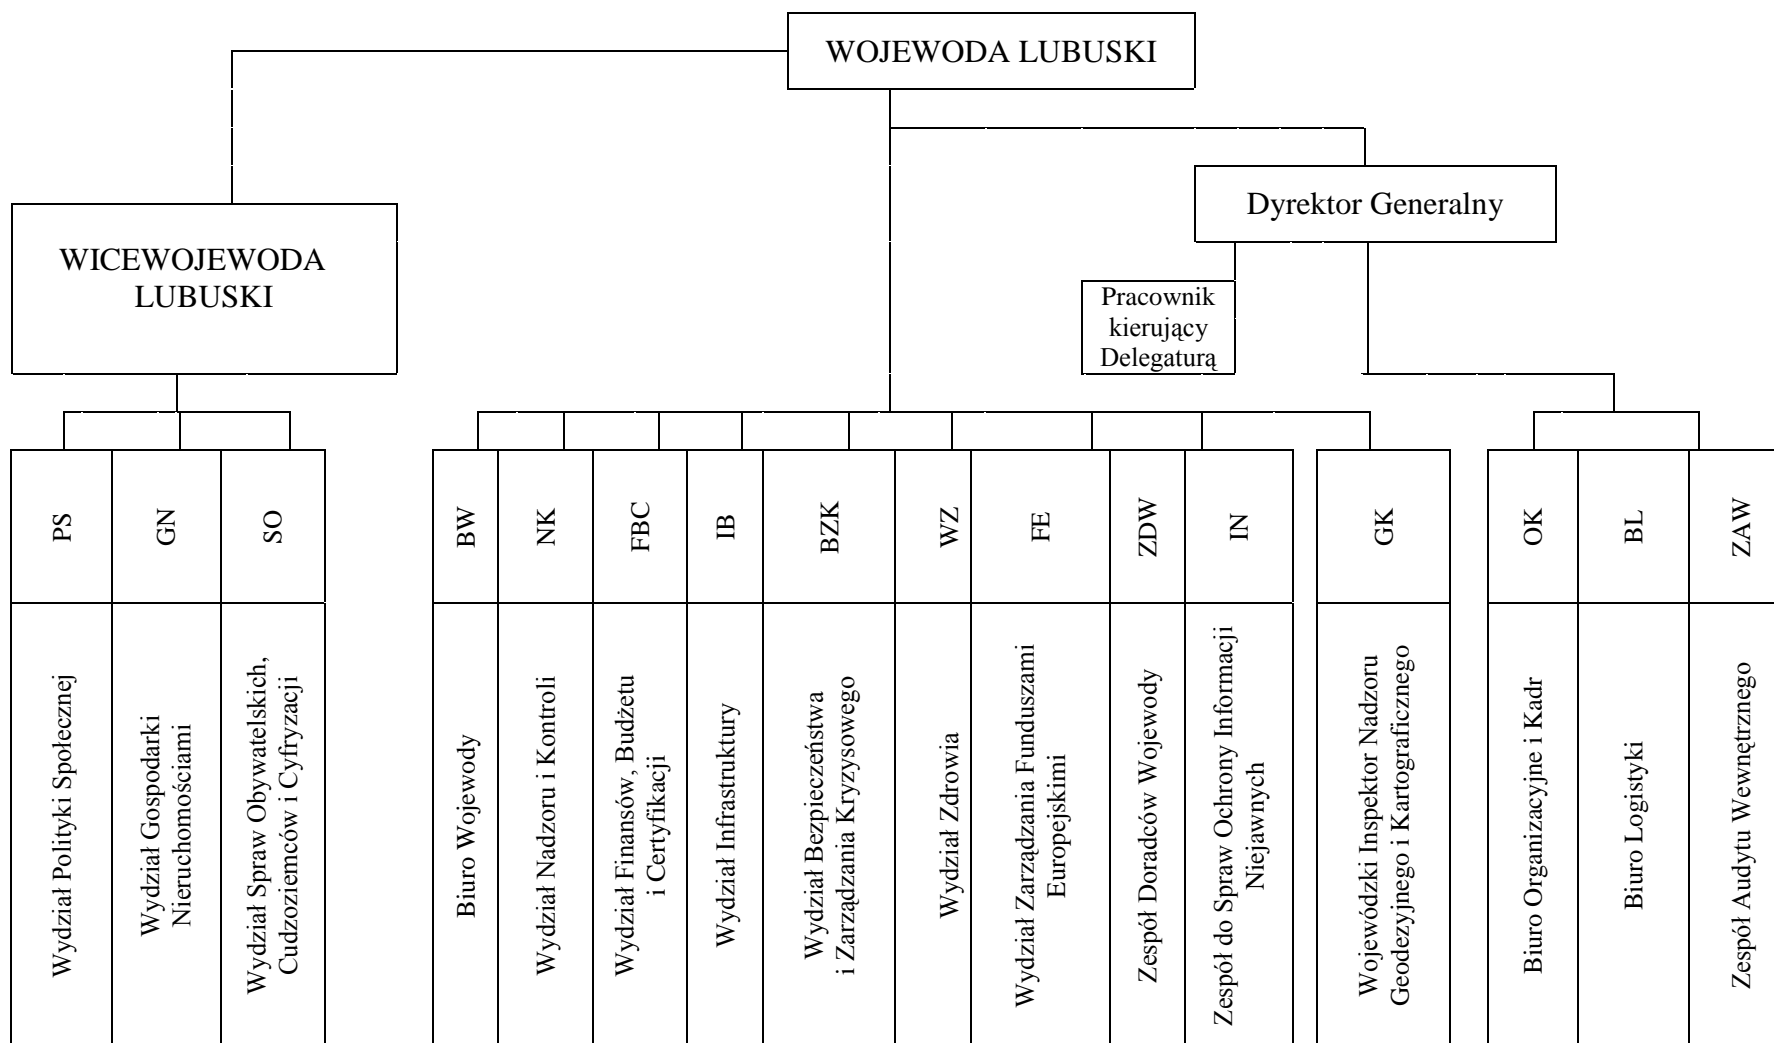 WOJEWODA LUBUSKI
Dyrektor Generalny
WICEWOJEWODA
LUBUSKI
Pracownik
kierujący
Delegaturą
PS
GN
SO
BW
NK
FBC
IB
BZK
WZ
FE
ZDW
IN
GK
OK
BL
ZAW
Wydział Polityki Społecznej
Wydział Gospodarki
Nieruchomościami
Wydział Spraw Obywatelskich,
Cudzoziemców i Cyfryzacji
Biuro Wojewody
Wydział Nadzoru i Kontroli
Wydział Finansów, Budżetu
i Certyfikacji
Wydział Infrastruktury
Wydział Bezpieczeństwa
i Zarządzania Kryzysowego
Wydział Zdrowia
Wydział Zarządzania Funduszami
Europejskimi
Zespół Doradców Wojewody
Zespół do Spraw Ochrony Informacji
Niejawnych
Wojewódzki Inspektor Nadzoru
Geodezyjnego i Kartograficznego
Biuro Organizacyjne i Kadr
Biuro Logistyki
Zespół Audytu Wewnętrznego